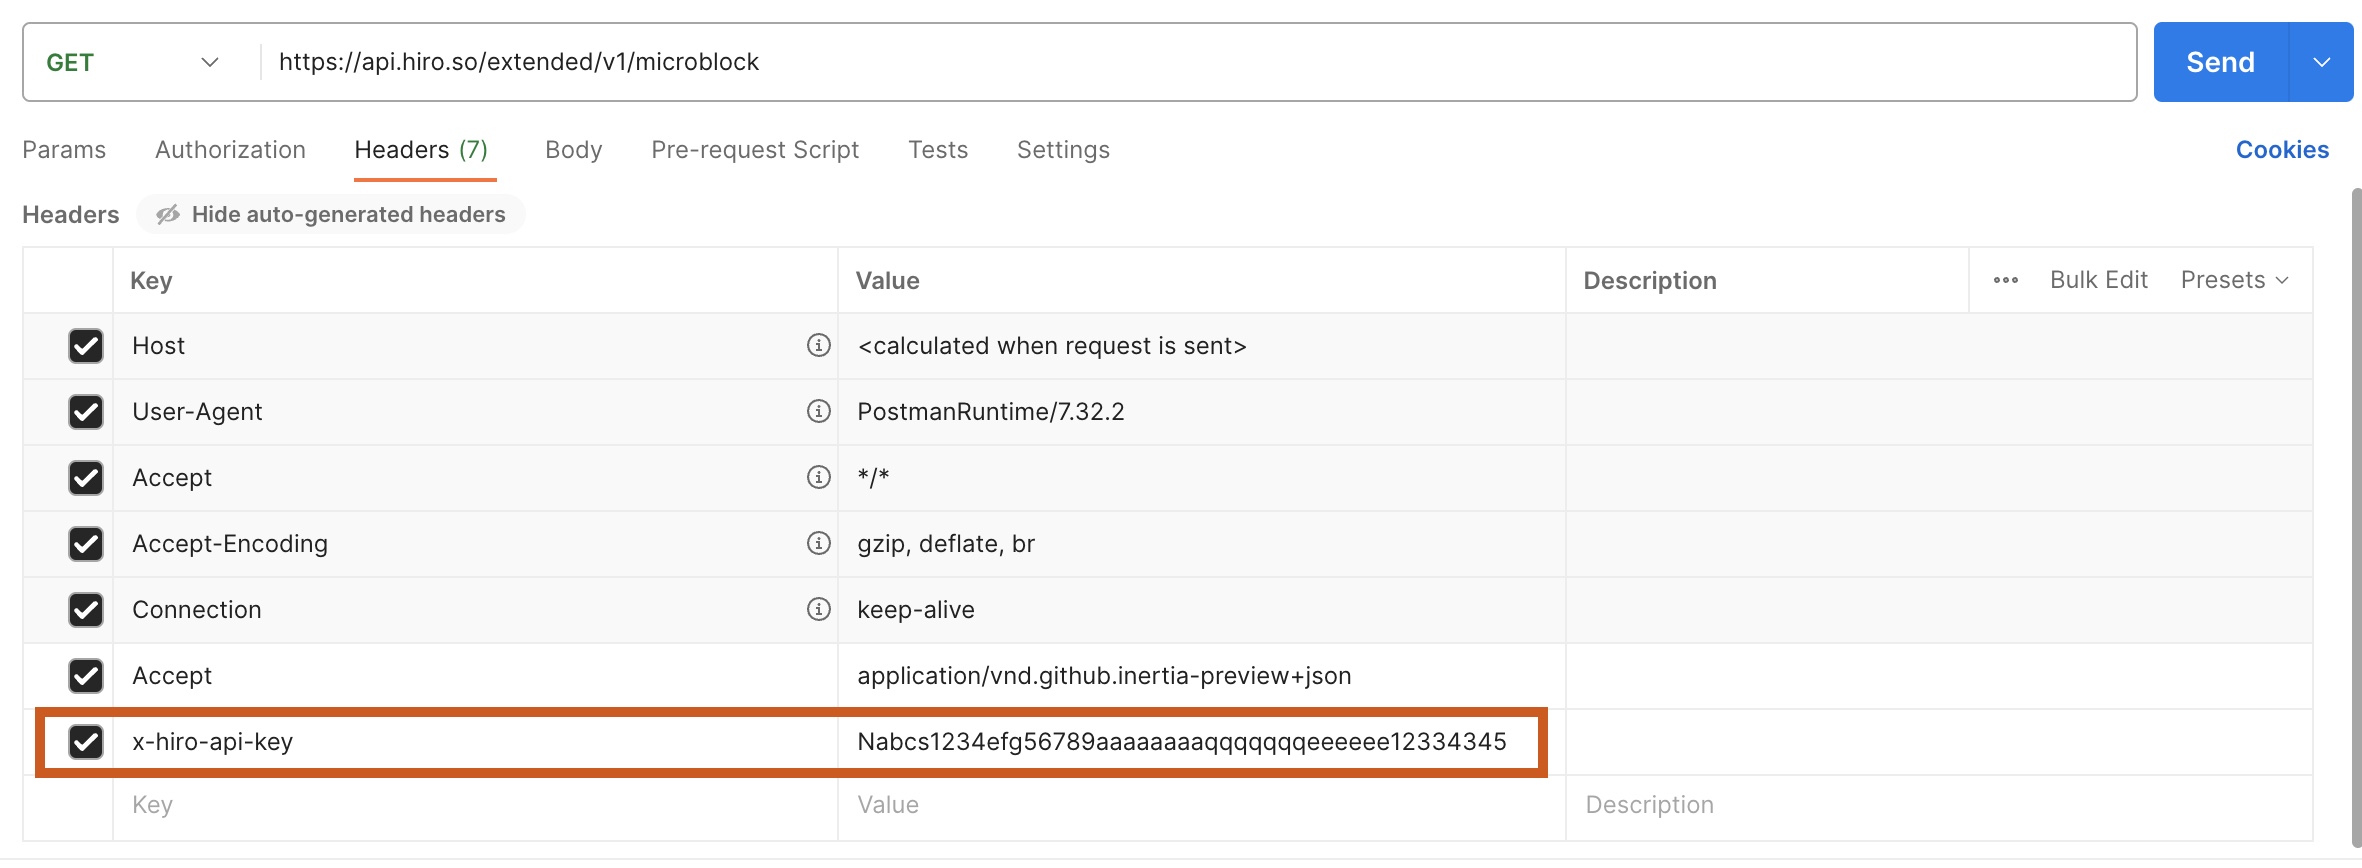 GET https://api.hiro.so/extended/v1/microblock Send
Params Authorization Headers (7) Body Pre-request Script Tests Settings Cookies
Headers Hide auto-generated headers
Key Value Description Bulk Edit Presets
Host <calculated when request is sent>
User-Agent PostmanRuntime/7.32.2
Accept */*
Accept-Encoding gzip, deflate, br
Connection keep-alive
Accept application/vnd.github.inertia-preview+json
x-hiro-api-key Nabcs1234efg56789aaaaaaaaqqqqqqqeeeeee12334345
Key Value Description